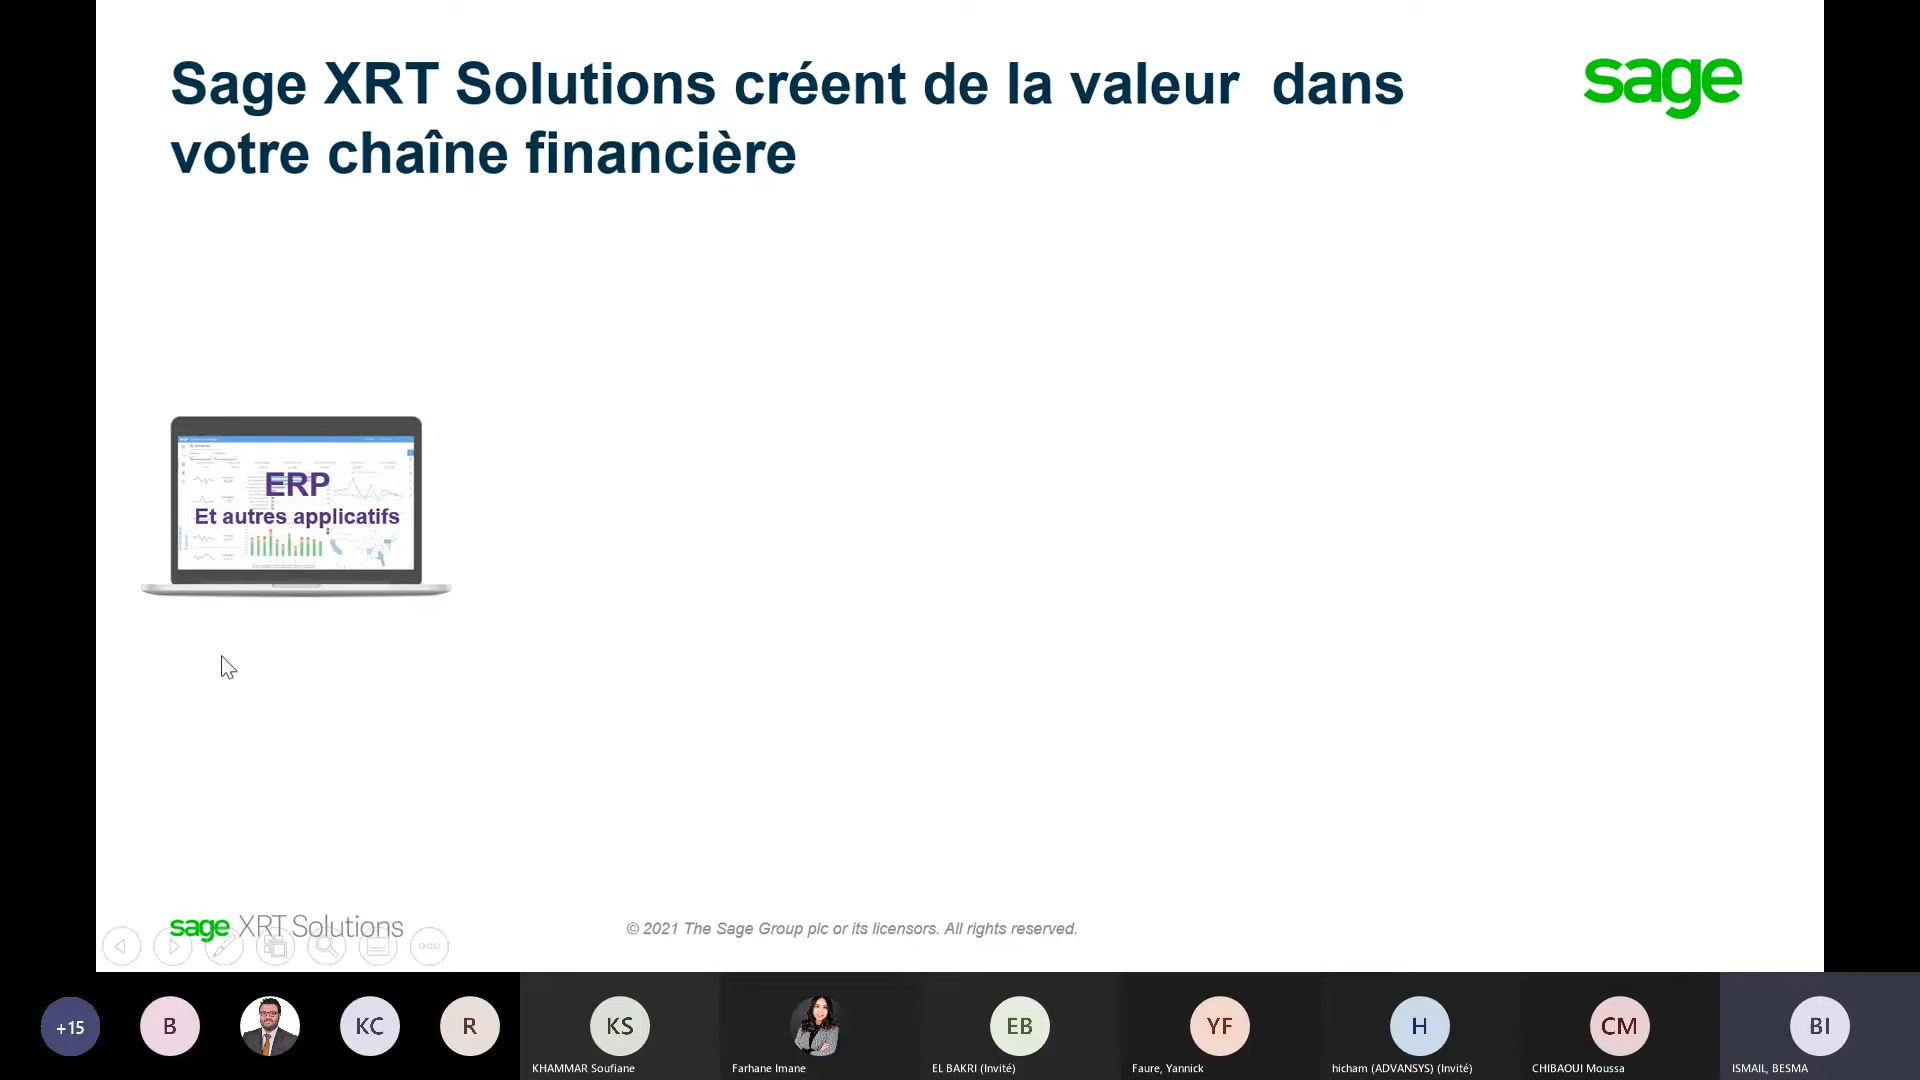 Sage XRT Solutions créent de la valeur  dans
votre chaîne financière
sage
ERP
Et autres applicatifs
sage XRT Solutions
© 2021 The Sage Group plc or its licensors. All rights reserved.
+15
B
KC
R
KS
EB
YF
H
CM
BI
KHAMMAR Soufiane
Farhane Imane
EL BAKRI (Invité)
Faure, Yannick
hicham (ADVANSYS) (Invité)
CHIBAOUI Moussa
ISMAIL, BESMA